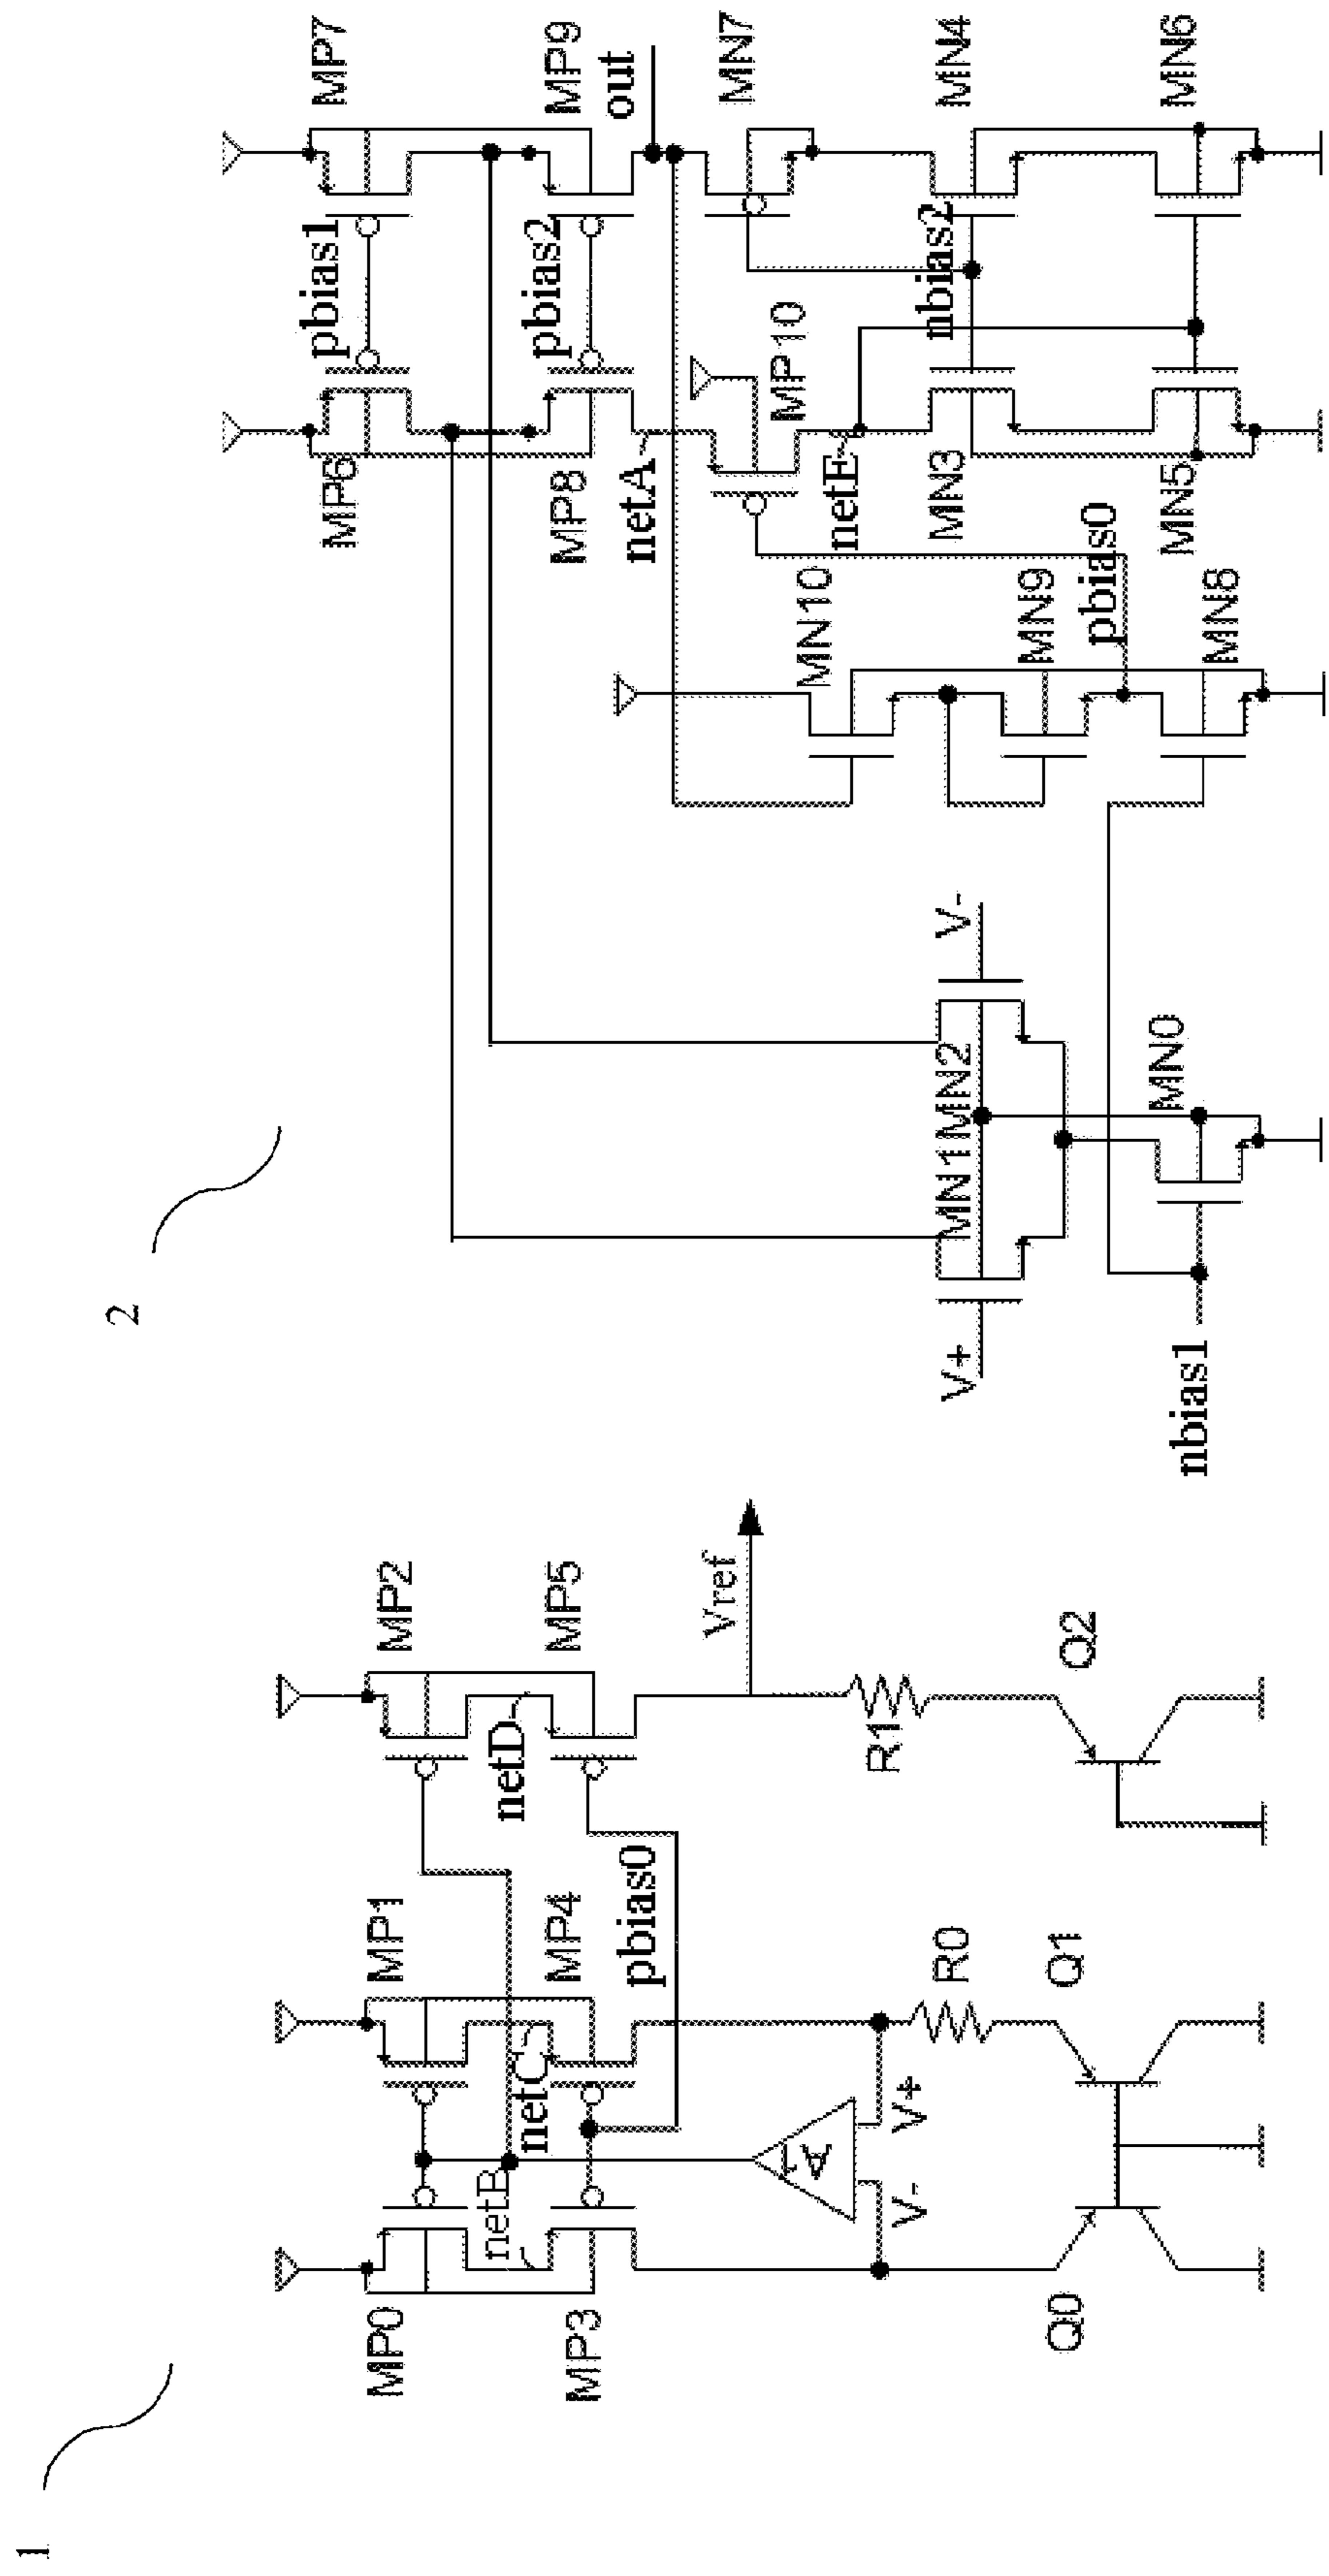 1
MP0
MP1
MP2
netB
netC
netD
MP3
MP4
MP5
pbias0
Vref
A1
V-
V+
R0
R1
Q0
Q1
Q2
2
MP6
pbias1
MP7
MP8
pbias2
MP9
netA
out
MP10
MN7
netE
nbias2
MN10
MN3
MN4
V+
MN1
MN2
V-
MN9
pbias0
nbias1
MN0
MN8
MN5
MN6